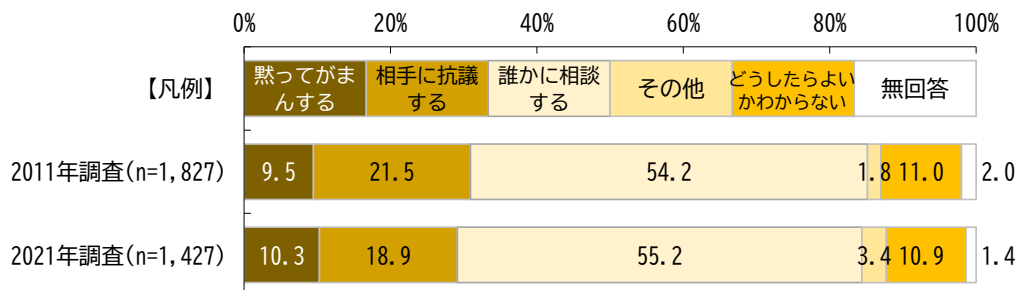 0% 20% 40% 60% 80% 100%
【凡例】
黙ってがま
んする
相手に抗議
する
誰かに相談
する
その他
どうしたらよい
かわからない
無回答
2011年調査(n=1,827) 9.5 21.5 54.2 1.8 11.0 2.0
2021年調査(n=1,427) 10.3 18.9 55.2 3.4 10.9 1.4